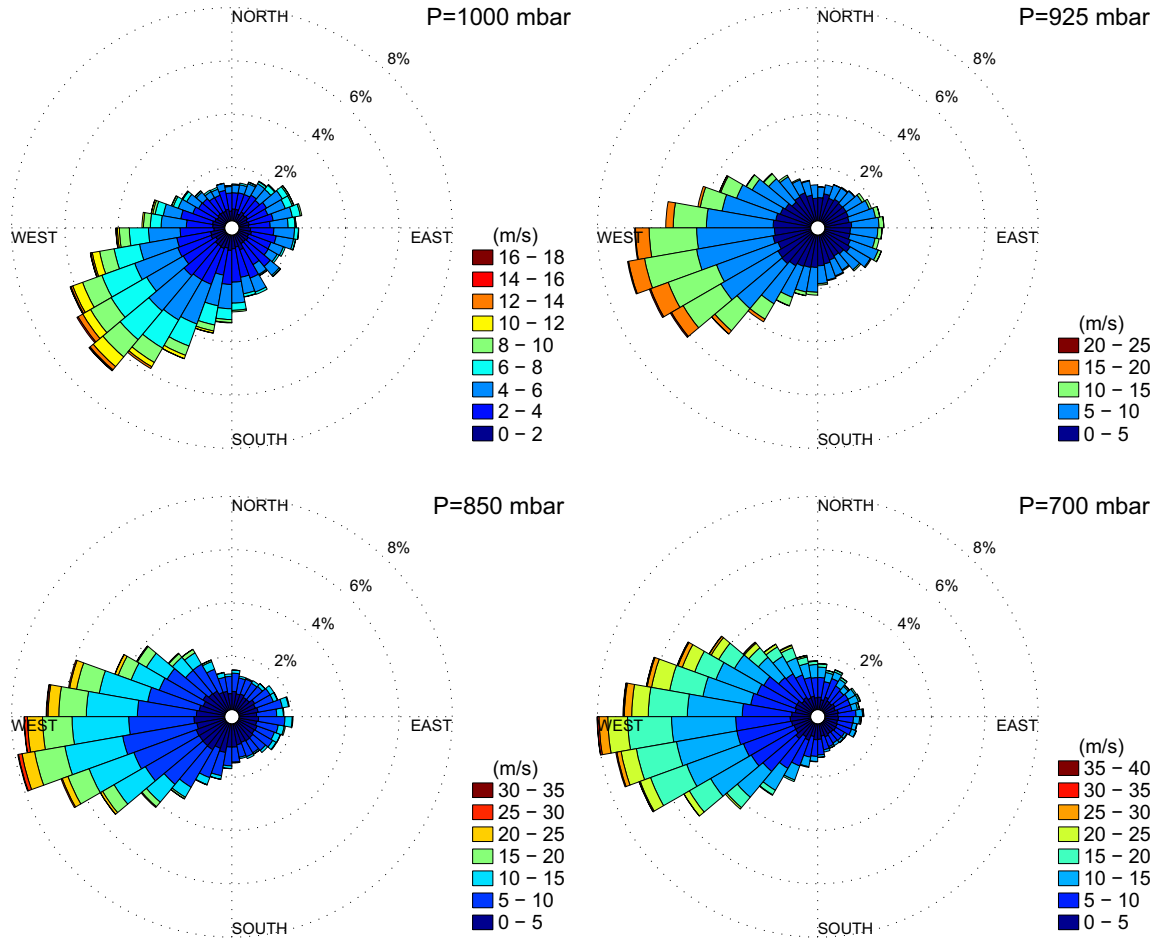 NORTH
P=1000 mbar
8%
6%
4%
2%
WEST
EAST
(m/s)
16 − 18
14 − 16
12 − 14
10 − 12
8 − 10
6 − 8
4 − 6
2 − 4
0 − 2
SOUTH
NORTH
P=925 mbar
8%
6%
4%
2%
WEST
EAST
(m/s)
20 − 25
15 − 20
10 − 15
5 − 10
0 − 5
SOUTH
NORTH
P=850 mbar
8%
6%
4%
2%
WEST
EAST
(m/s)
30 − 35
25 − 30
20 − 25
15 − 20
10 − 15
5 − 10
0 − 5
SOUTH
NORTH
P=700 mbar
8%
6%
4%
2%
WEST
EAST
(m/s)
35 − 40
30 − 35
25 − 30
20 − 25
15 − 20
10 − 15
5 − 10
0 − 5
SOUTH